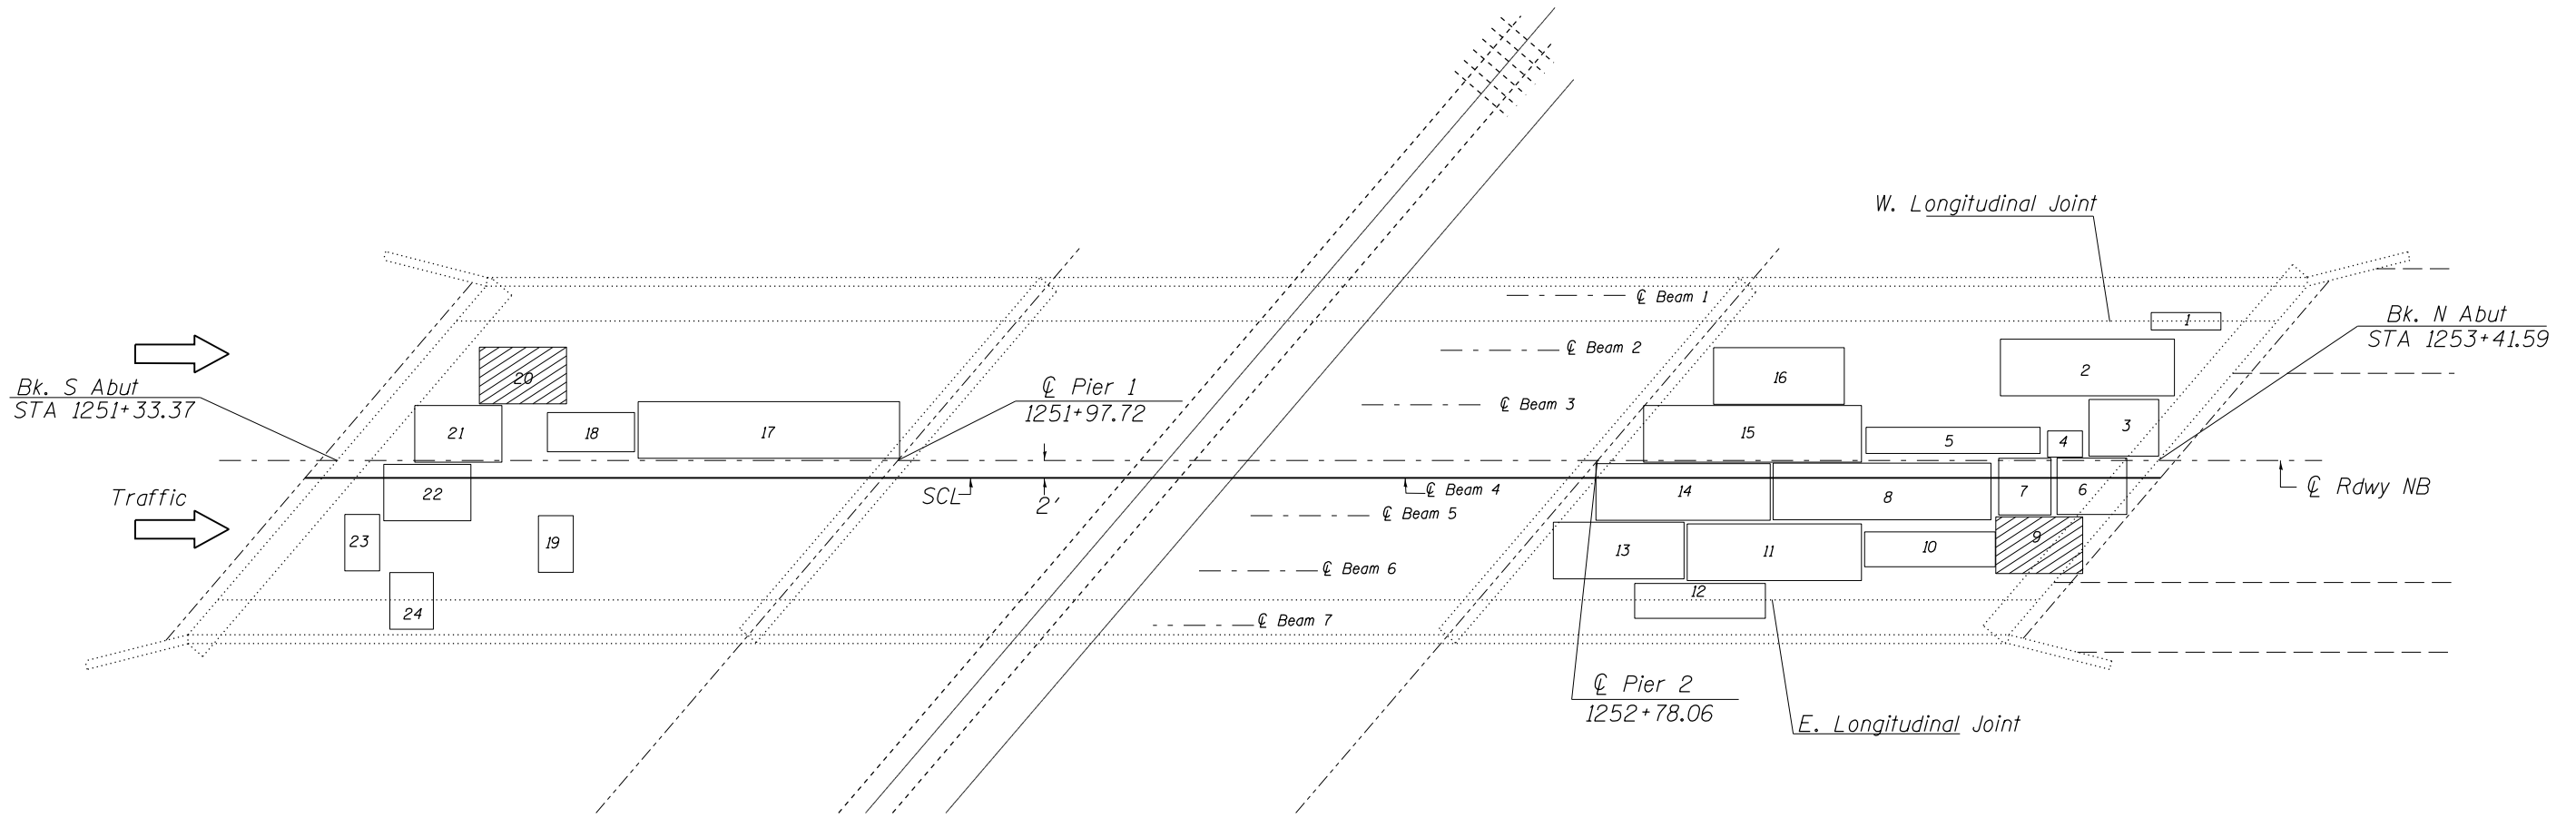 W. Longitudinal Joint
℄ Beam 1
1
Bk. N Abut
STA 1253+41.59
℄ Beam 2
2
16
20
Bk. S Abut
STA 1251+33.37
℄ Pier 1
1251+97.72
℄ Beam 3
3
21
18
17
15
5
4
Traffic
22
SCL
2'
℄ Beam 4
14
8
7
6
℄ Rdwy NB
℄ Beam 5
23
19
13
11
10
9
℄ Beam 6
24
12
℄ Beam 7
℄ Pier 2
1252+78.06
E. Longitudinal Joint